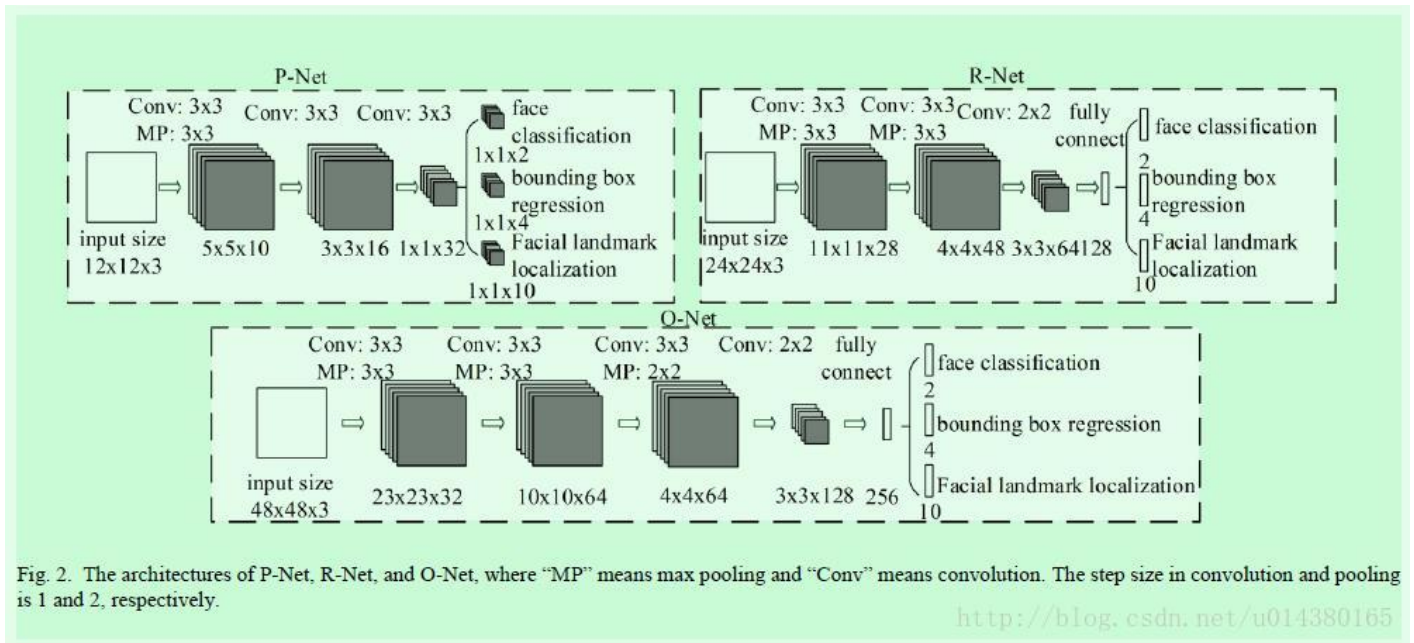 P-Net
Conv: 3x3
MP: 3x3
Conv: 3x3
Conv: 3x3
input size
12x12x3
5x5x10
3x3x16
1x1x32
face
classification
1x1x2
bounding box
regression
1x1x4
Facial landmark
localization
1x1x10
R-Net
Conv: 3x3
MP: 3x3
Conv: 3x3
MP: 3x3
Conv: 2x2
fully
connect
input size
24x24x3
11x11x28
4x4x48
3x3x64
128
face classification
2
bounding box
regression
4
Facial landmark
localization
10
O-Net
Conv: 3x3
MP: 3x3
Conv: 3x3
MP: 3x3
Conv: 3x3
MP: 2x2
Conv: 2x2
fully
connect
input size
48x48x3
23x23x32
10x10x64
4x4x64
3x3x128
256
face classification
2
bounding box regression
4
Facial landmark localization
10
Fig. 2. The architectures of P-Net, R-Net, and O-Net, where “MP” means max pooling and “Conv” means convolution. The step size in convolution and pooling
is 1 and 2, respectively.
http://blog.csdn.net/u014380165